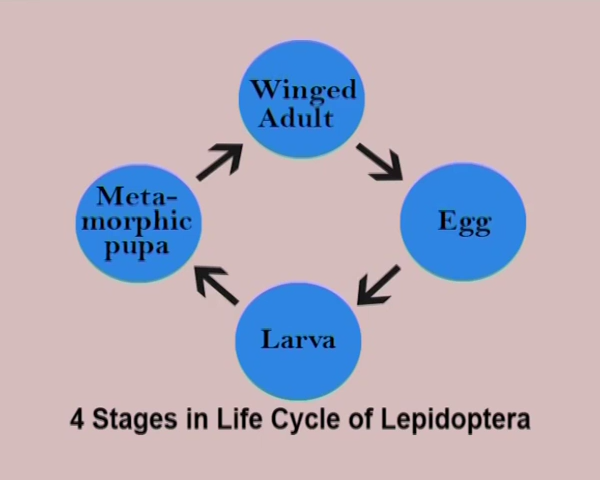 Winged
Adult
Meta-
morphic
pupa
Egg
Larva
4 Stages in Life Cycle of Lepidoptera